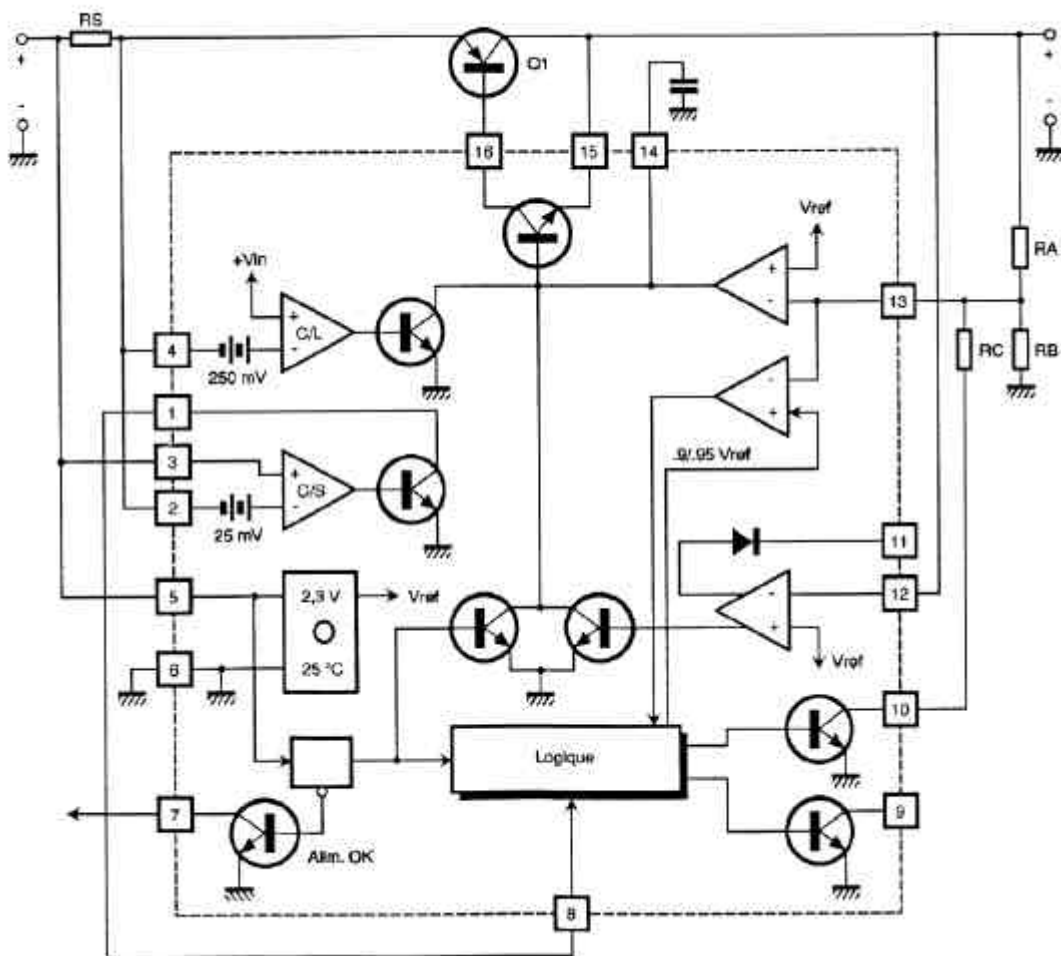 RS
+
+
Q1
-
-
16
15
14
Vref
+Vin
+
RA
+
-
13
C/L
4
-
RC
RB
250 mV
-
1
+
3
+
.9/.95 Vref
C/S
2
-
25 mV
11
5
2,3 V
Vref
-
12
+
25 °C
Vref
6
10
Logique
7
9
Alim. OK
8